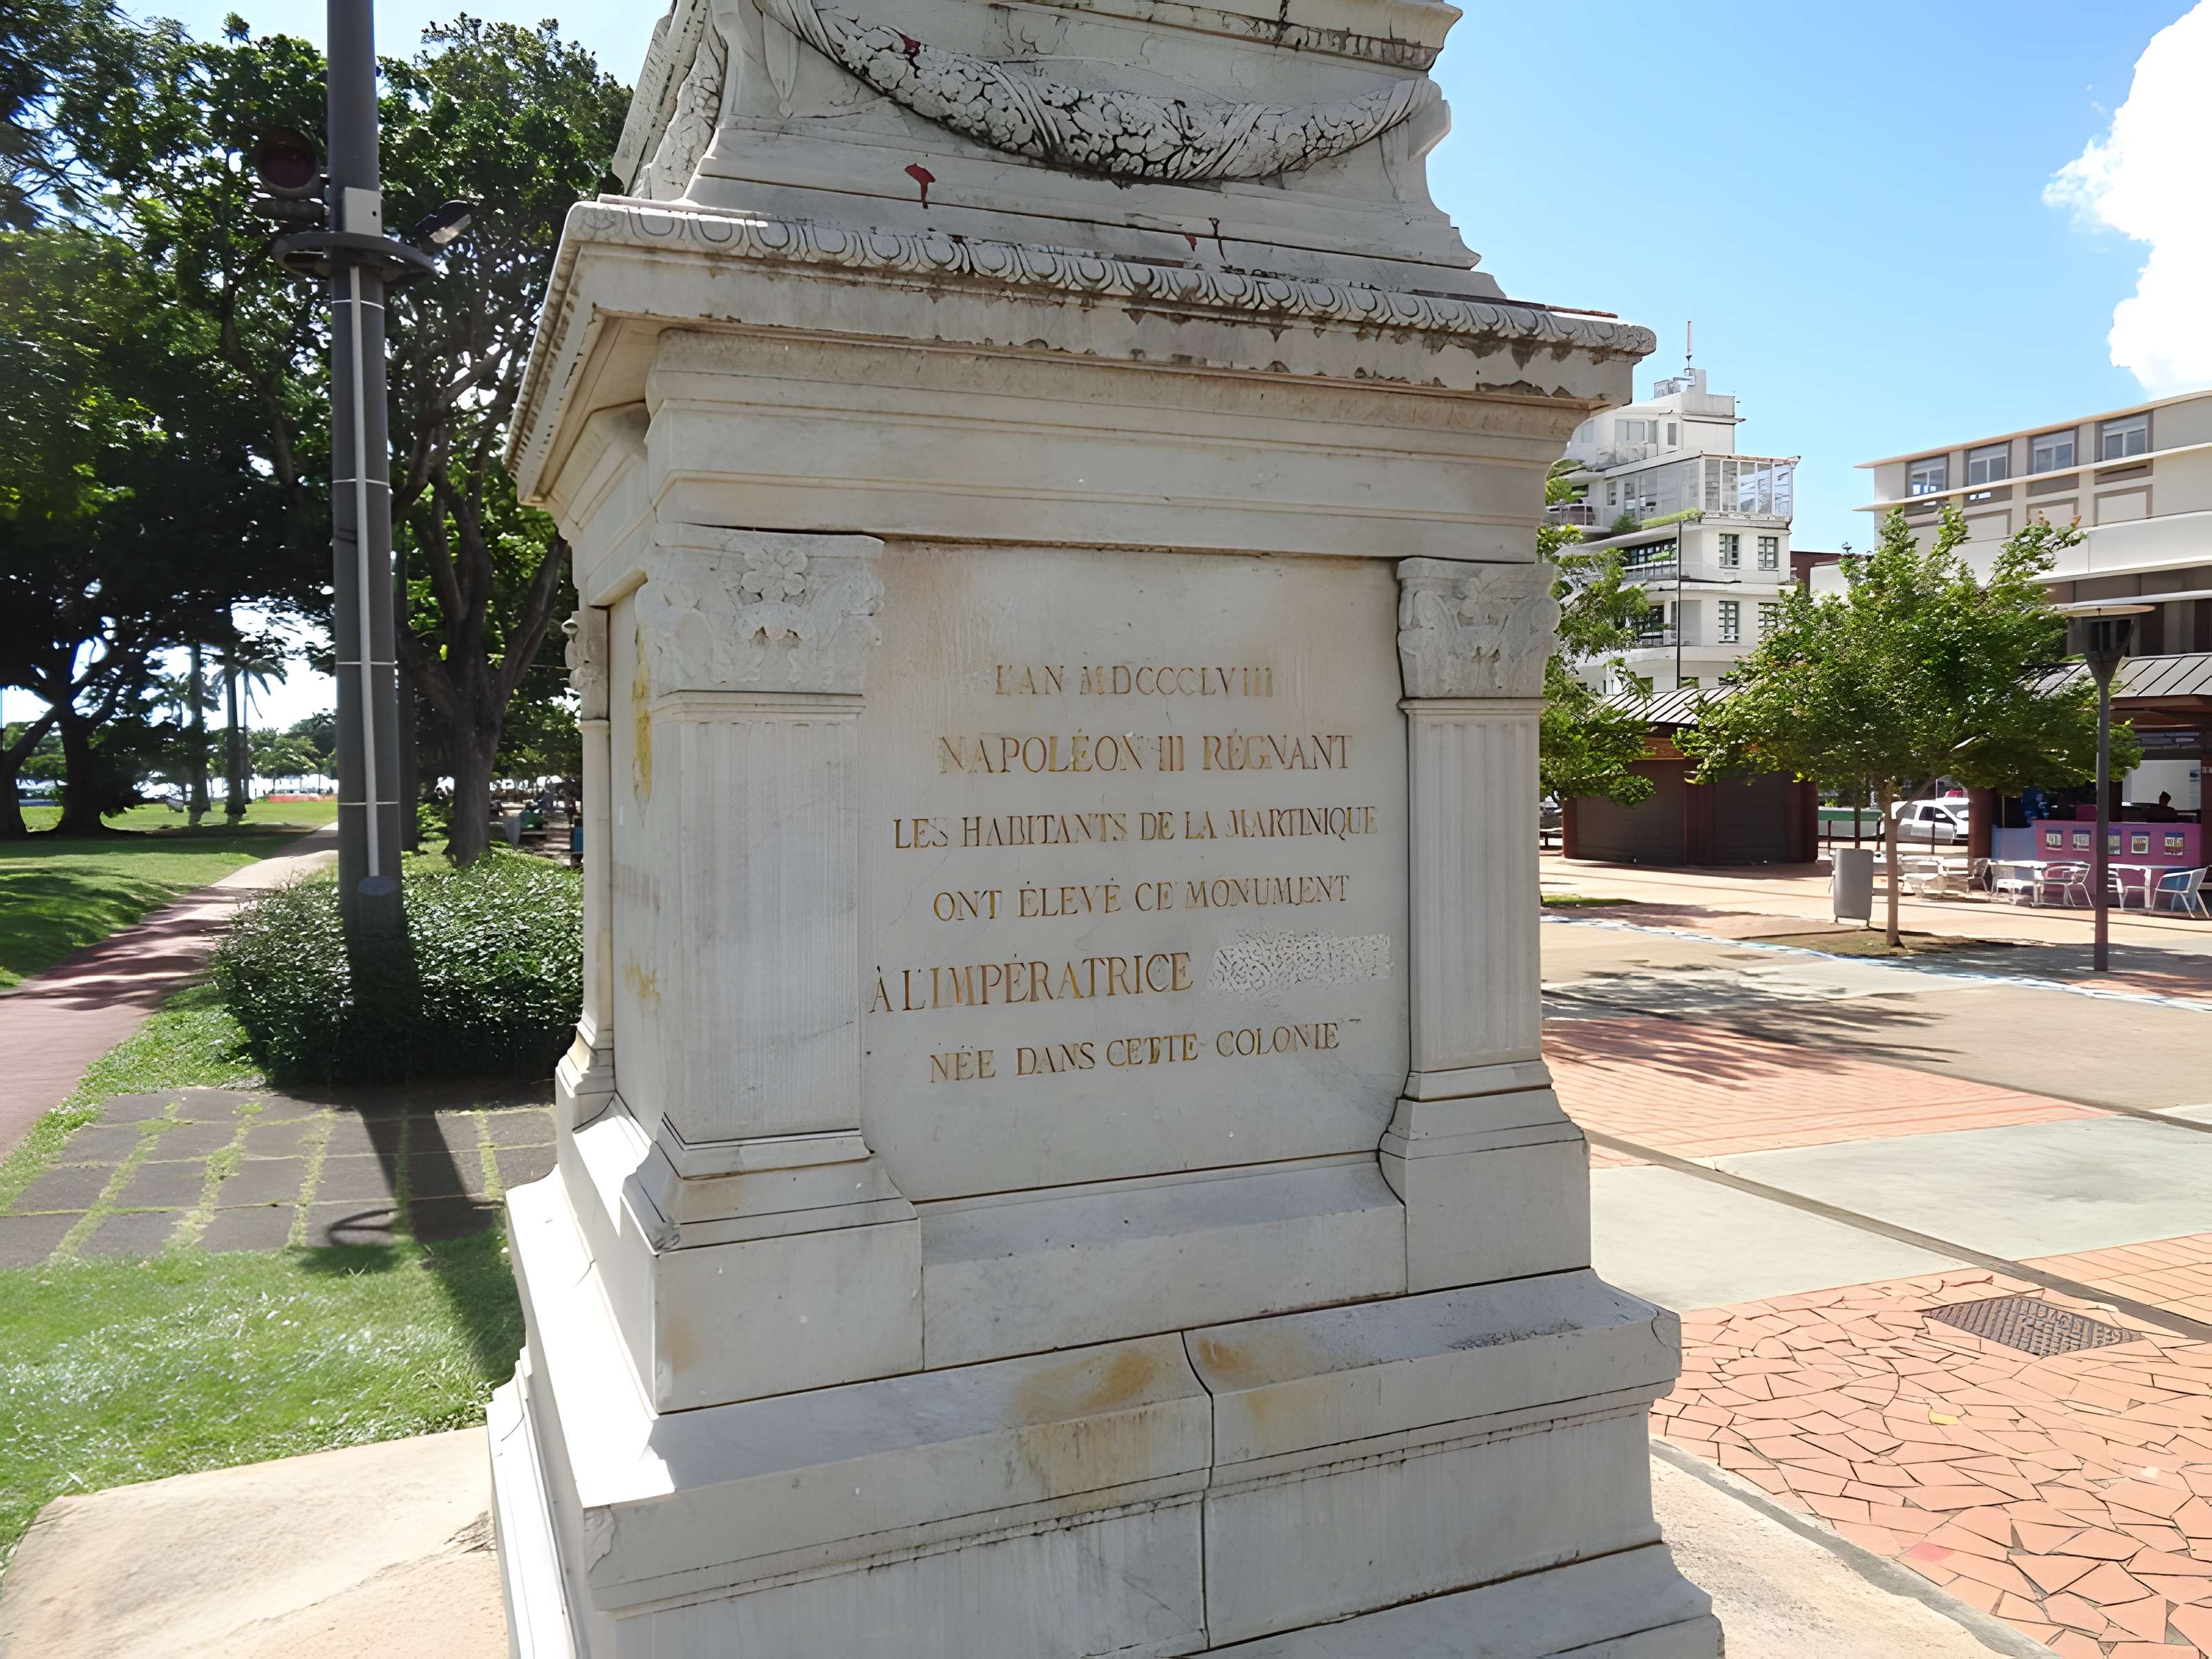 L'AN MDCCCLVIII
NAPOLÉON III RÉGNANT
LES HABITANTS DE LA MARTINIQUE
ONT ÉLEVÉ CE MONUMENT
À L'IMPÉRATRICE
NÉE DANS CETTE COLONIE